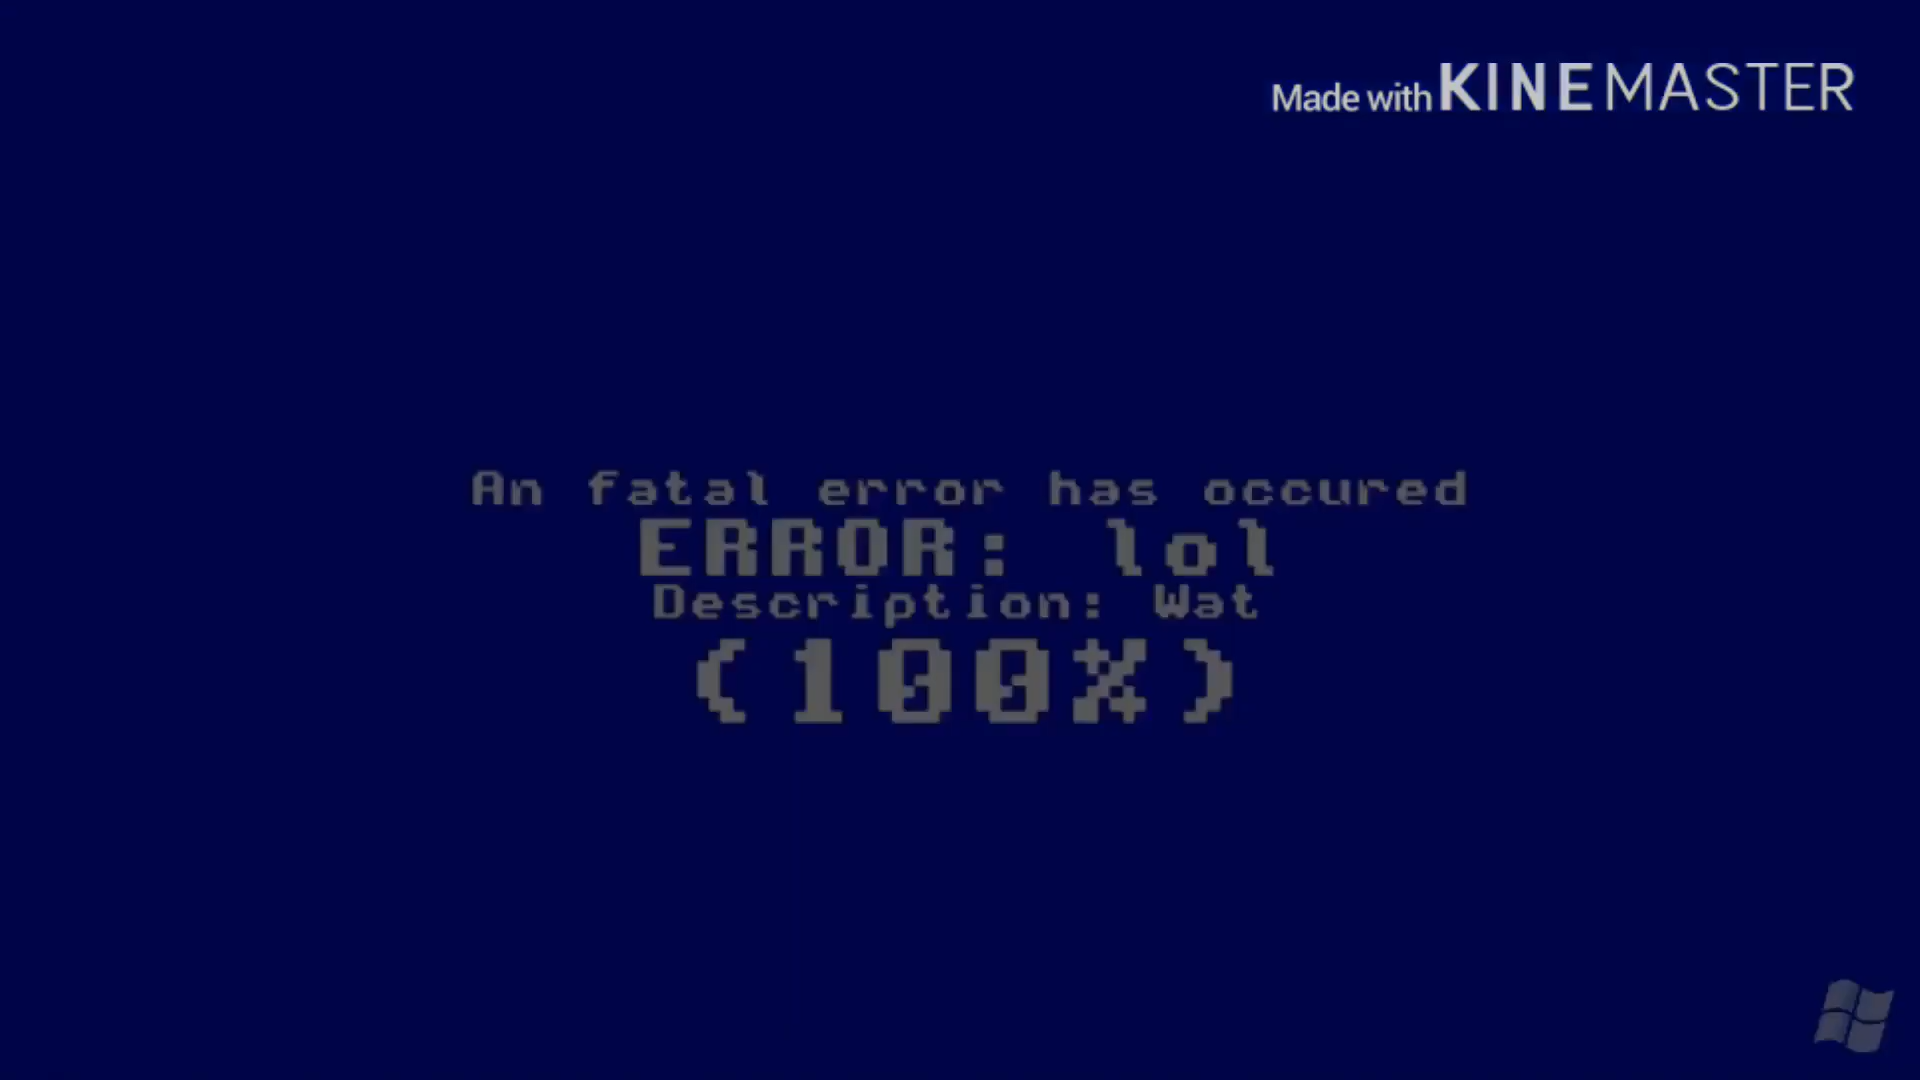 Made with KINEMASTER
An fatal error has occured
ERROR: lol
Description: Wat
(100%)